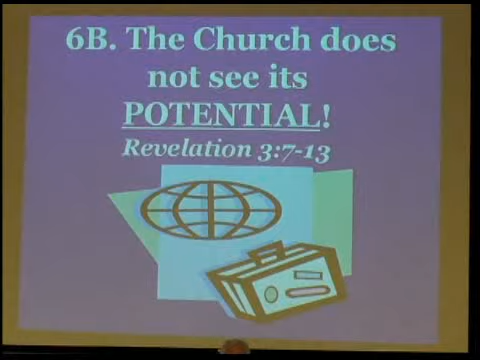 6B. The Church does
not see its
POTENTIAL!
Revelation 3:7-13